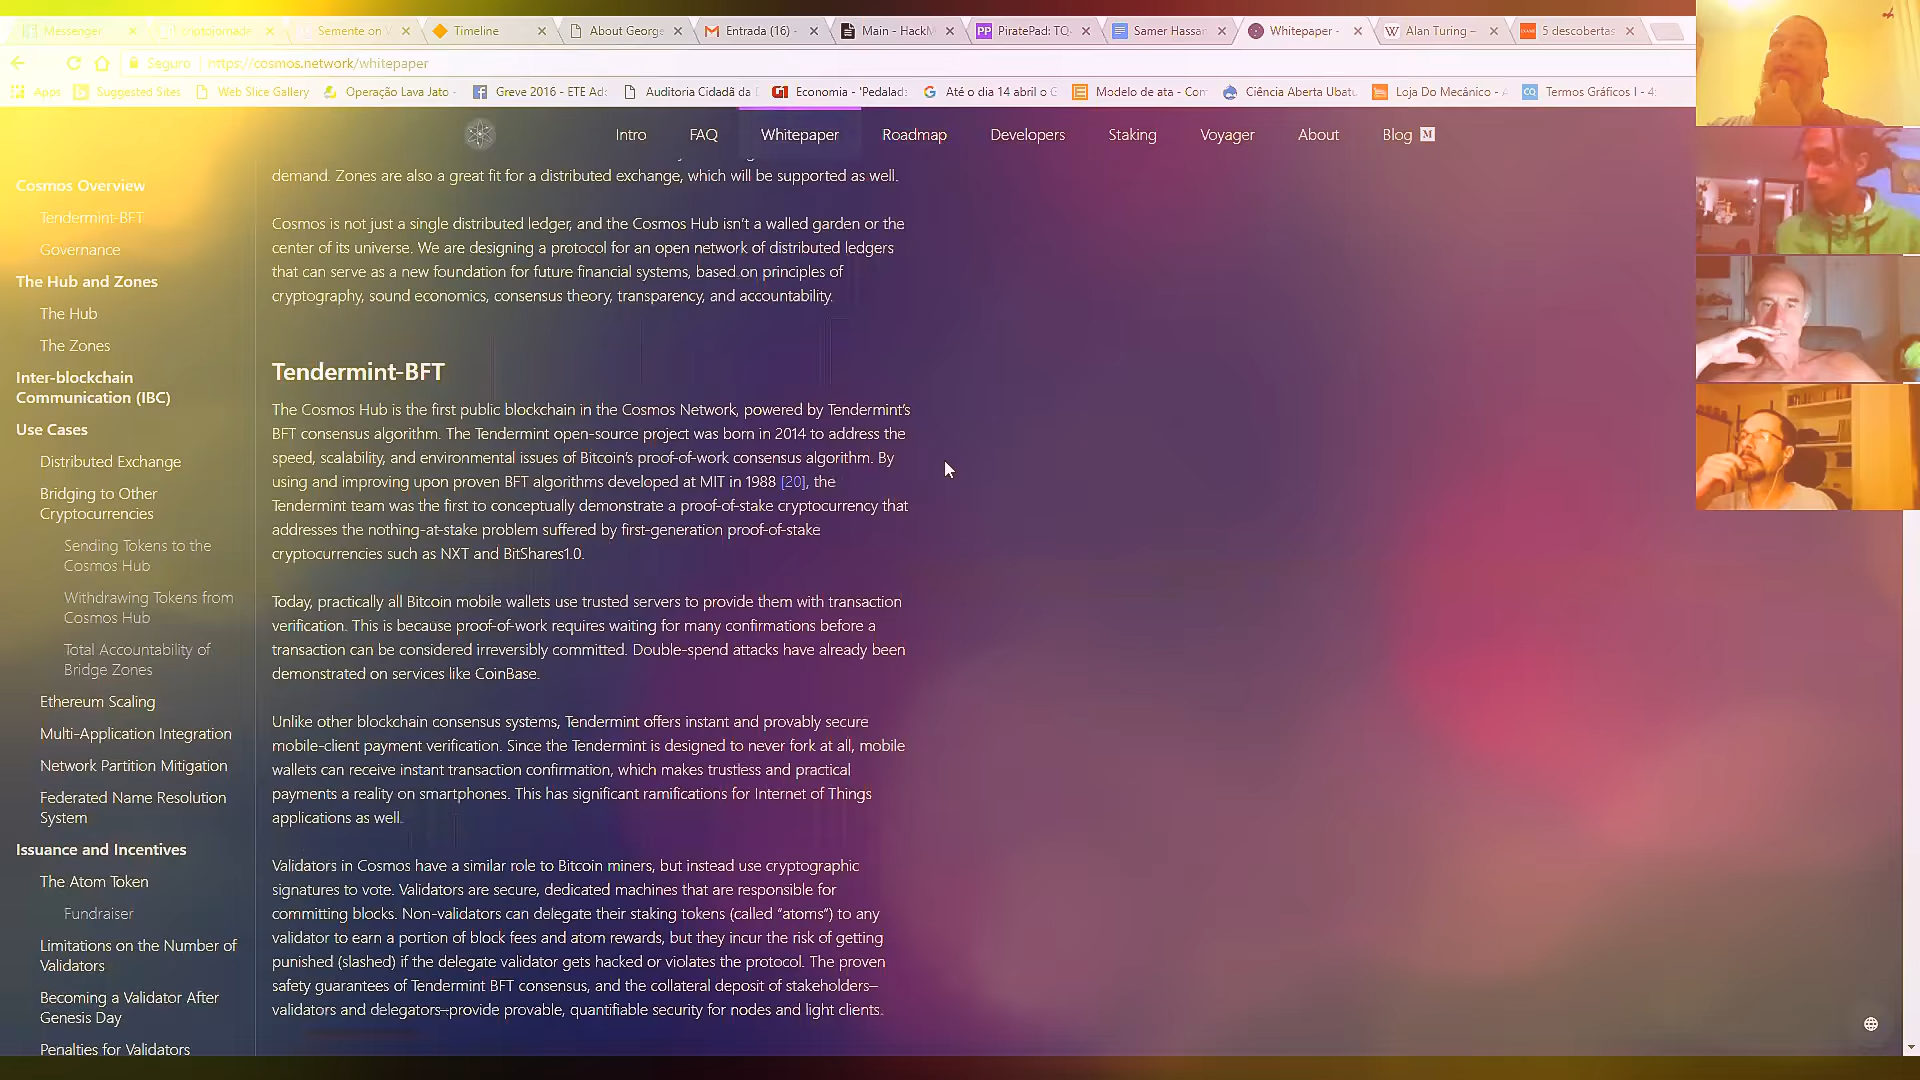 Messenger
criptojornade
Semente on V
Timeline
About George
Entrada (16) -
Main - HackM
PiratePad: TQ-
Samer Hassan
Whitepaper -
Alan Turing –
5 descobertas
Seguro
https://cosmos.network/whitepaper
Apps
Suggested Sites
Web Slice Gallery
Operação Lava Jato -
Greve 2016 - ETE Ad
Auditoria Cidadã da
Economia - 'Pedalad
Até o dia 14 abril o G
Modelo de ata - Con
Ciência Aberta Ubatu
Loja Do Mecânico -
Termos Gráficos I - 4
Intro
FAQ
Whitepaper
Roadmap
Developers
Staking
Voyager
About
Blog M
Cosmos Overview
Tendermint-BFT
Governance
The Hub and Zones
The Hub
The Zones
Inter-blockchain
Communication (IBC)
Use Cases
Distributed Exchange
Bridging to Other
Cryptocurrencies
Sending Tokens to the
Cosmos Hub
Withdrawing Tokens from
Cosmos Hub
Total Accountability of
Bridge Zones
Ethereum Scaling
Multi-Application Integration
Network Partition Mitigation
Federated Name Resolution
System
Issuance and Incentives
The Atom Token
Fundraiser
Limitations on the Number of
Validators
Becoming a Validator After
Genesis Day
Penalties for Validators
demand. Zones are also a great fit for a distributed exchange, which will be supported as well.
Cosmos is not just a single distributed ledger, and the Cosmos Hub isn't a walled garden or the
center of its universe. We are designing a protocol for an open network of distributed ledgers
that can serve as a new foundation for future financial systems, based on principles of
cryptography, sound economics, consensus theory, transparency, and accountability.
Tendermint-BFT
The Cosmos Hub is the first public blockchain in the Cosmos Network, powered by Tendermint's
BFT consensus algorithm. The Tendermint open-source project was born in 2014 to address the
speed, scalability, and environmental issues of Bitcoin's proof-of-work consensus algorithm. By
using and improving upon proven BFT algorithms developed at MIT in 1988 [20], the
Tendermint team was the first to conceptually demonstrate a proof-of-stake cryptocurrency that
addresses the nothing-at-stake problem suffered by first-generation proof-of-stake
cryptocurrencies such as NXT and BitShares1.0.
Today, practically all Bitcoin mobile wallets use trusted servers to provide them with transaction
verification. This is because proof-of-work requires waiting for many confirmations before a
transaction can be considered irreversibly committed. Double-spend attacks have already been
demonstrated on services like CoinBase.
Unlike other blockchain consensus systems, Tendermint offers instant and provably secure
mobile-client payment verification. Since the Tendermint is designed to never fork at all, mobile
wallets can receive instant transaction confirmation, which makes trustless and practical
payments a reality on smartphones. This has significant ramifications for Internet of Things
applications as well.
Validators in Cosmos have a similar role to Bitcoin miners, but instead use cryptographic
signatures to vote. Validators are secure, dedicated machines that are responsible for
committing blocks. Non-validators can delegate their staking tokens (called “atoms”) to any
validator to earn a portion of block fees and atom rewards, but they incur the risk of getting
punished (slashed) if the delegate validator gets hacked or violates the protocol. The proven
safety guarantees of Tendermint BFT consensus, and the collateral deposit of stakeholders–
validators and delegators–provide provable, quantifiable security for nodes and light clients.